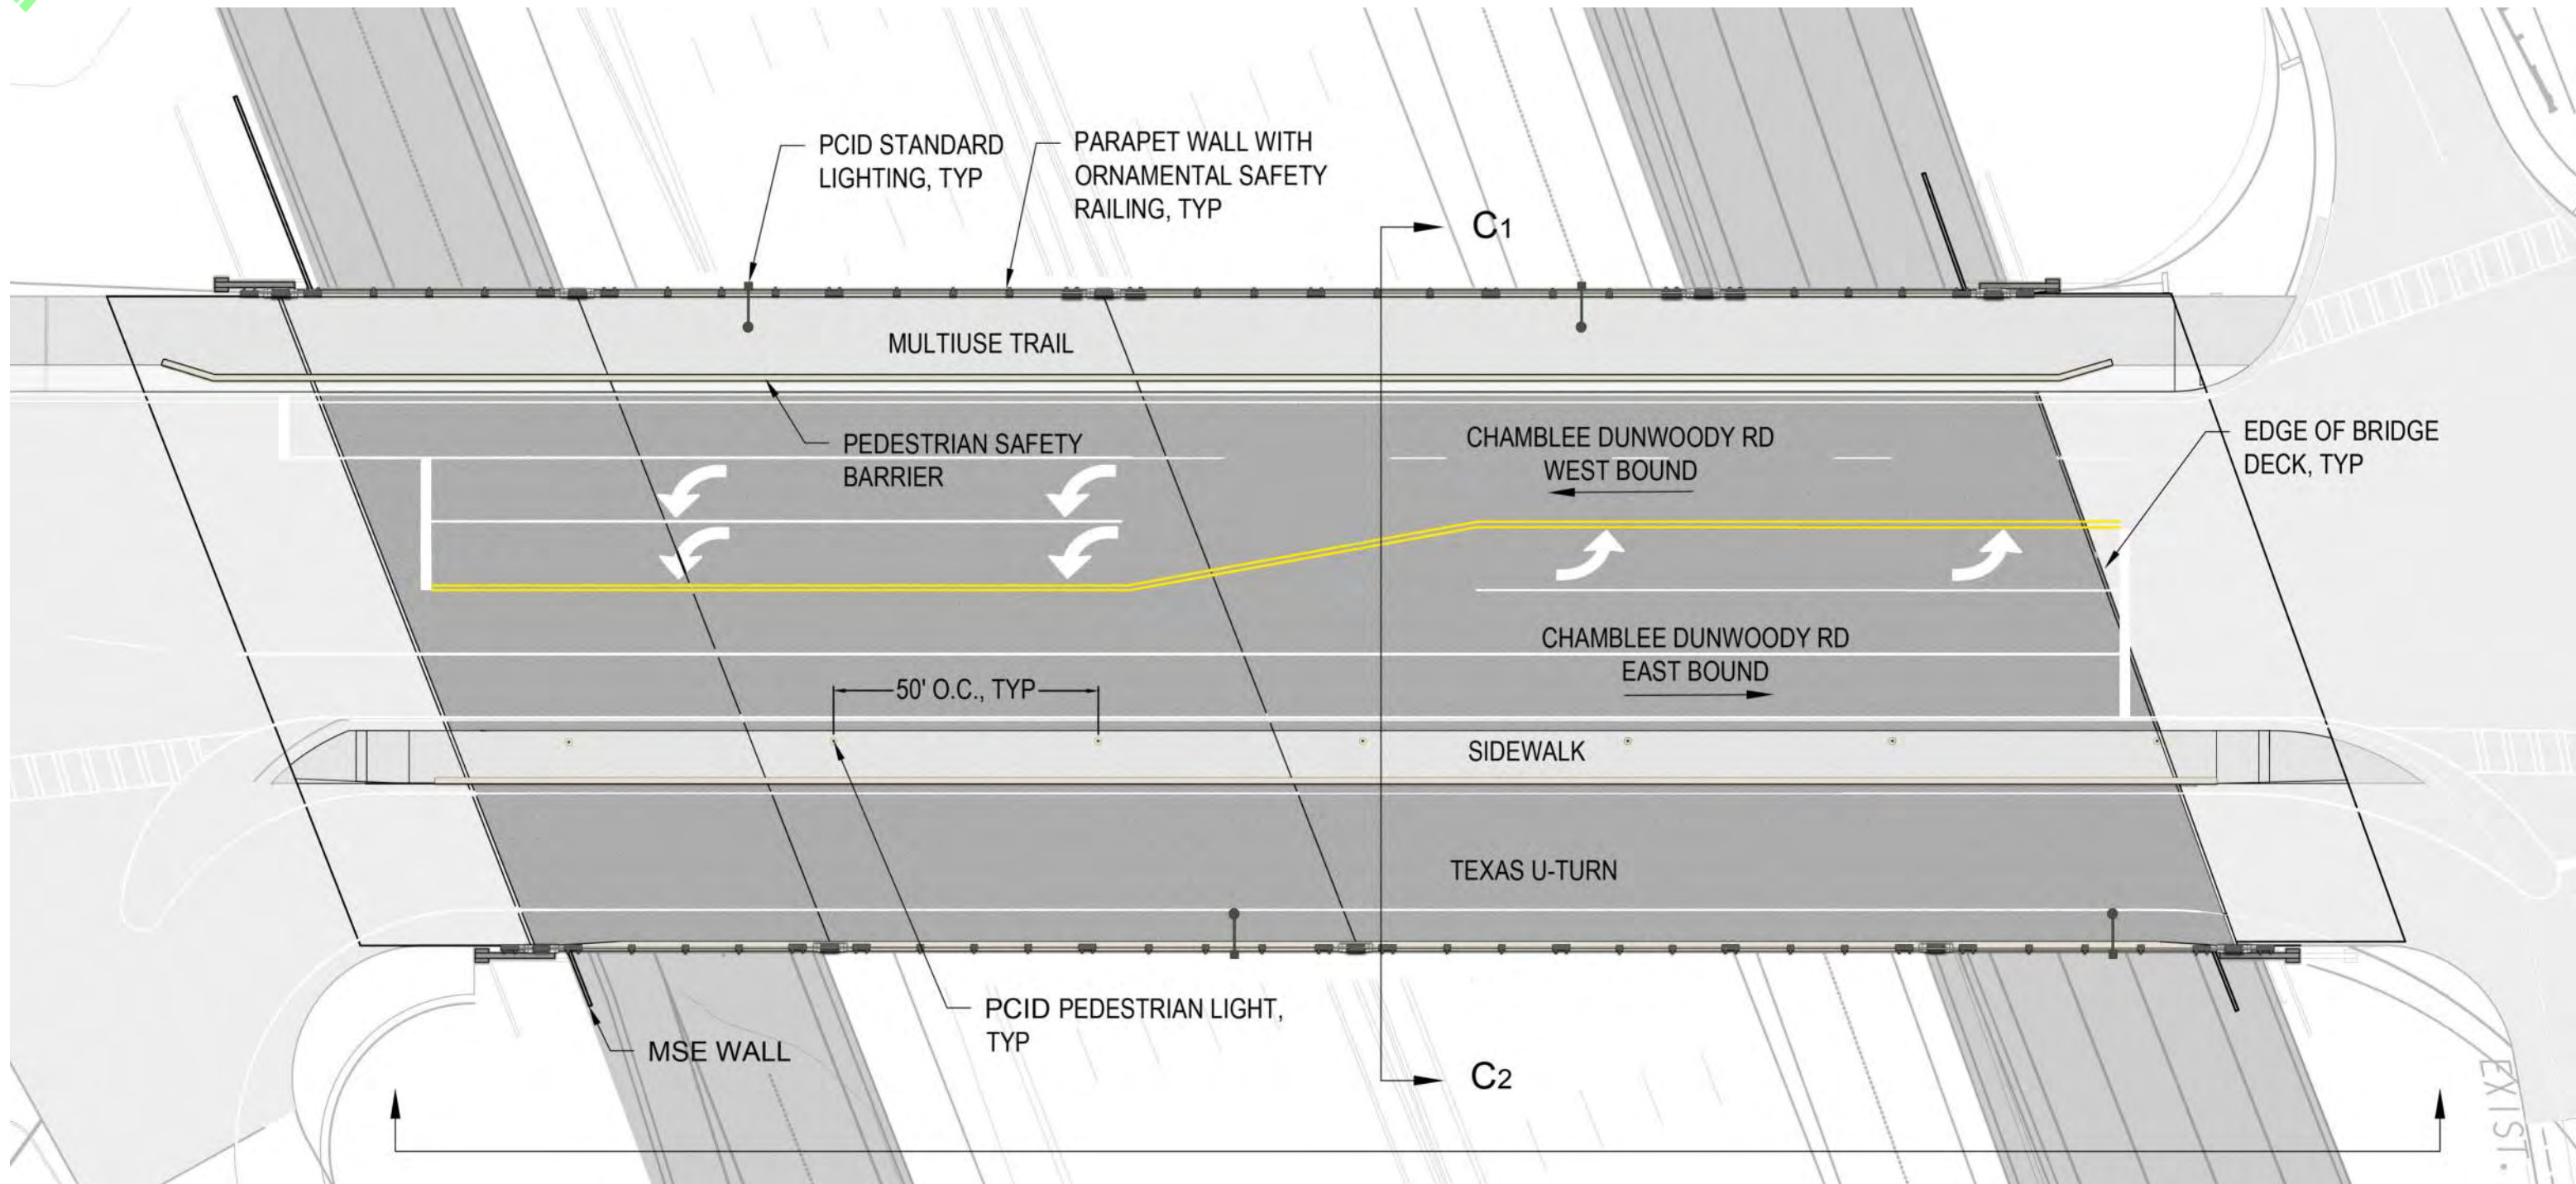 PCID STANDARD
LIGHTING, TYP
PARAPET WALL WITH
ORNAMENTAL SAFETY
RAILING, TYP
C1
MULTIUSE TRAIL
PEDESTRIAN SAFETY
BARRIER
CHAMBLEE DUNWOODY RD
WEST BOUND
EDGE OF BRIDGE
DECK, TYP
CHAMBLEE DUNWOODY RD
EAST BOUND
50' O.C., TYP
SIDEWALK
TEXAS U-TURN
PCID PEDESTRIAN LIGHT,
TYP
MSE WALL
C2
EXIST.